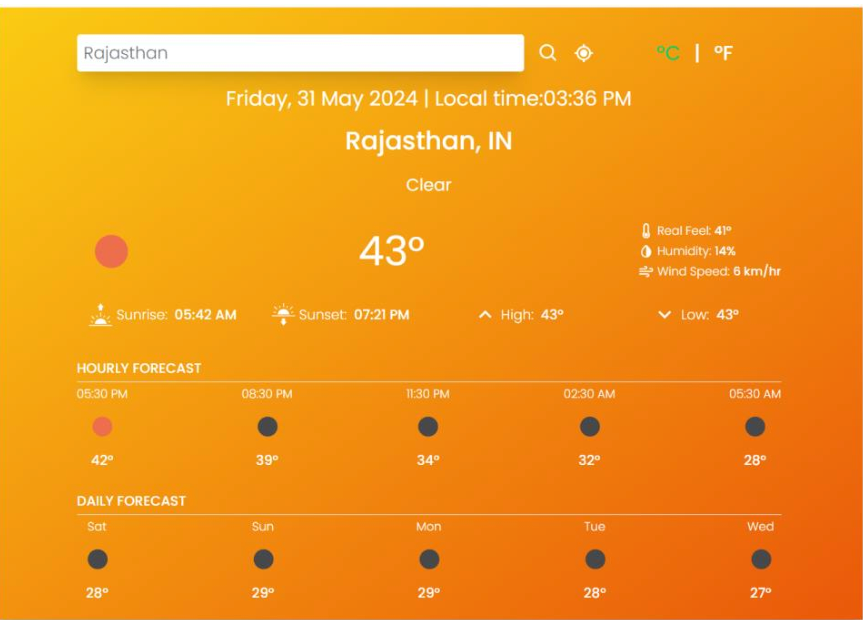 Rajasthan
°C | °F
Friday, 31 May 2024 | Local time:03:36 PM
Rajasthan, IN
Clear
43°
Real Feel: 41°
Humidity: 14%
Wind Speed: 6 km/hr
Sunrise: 05:42 AM Sunset: 07:21 PM High: 43° Low: 43°
HOURLY FORECAST
05:30 PM 08:30 PM 11:30 PM 02:30 AM 05:30 AM
42° 39° 34° 32° 28°
DAILY FORECAST
Sat Sun Mon Tue Wed
28° 29° 29° 28° 27°